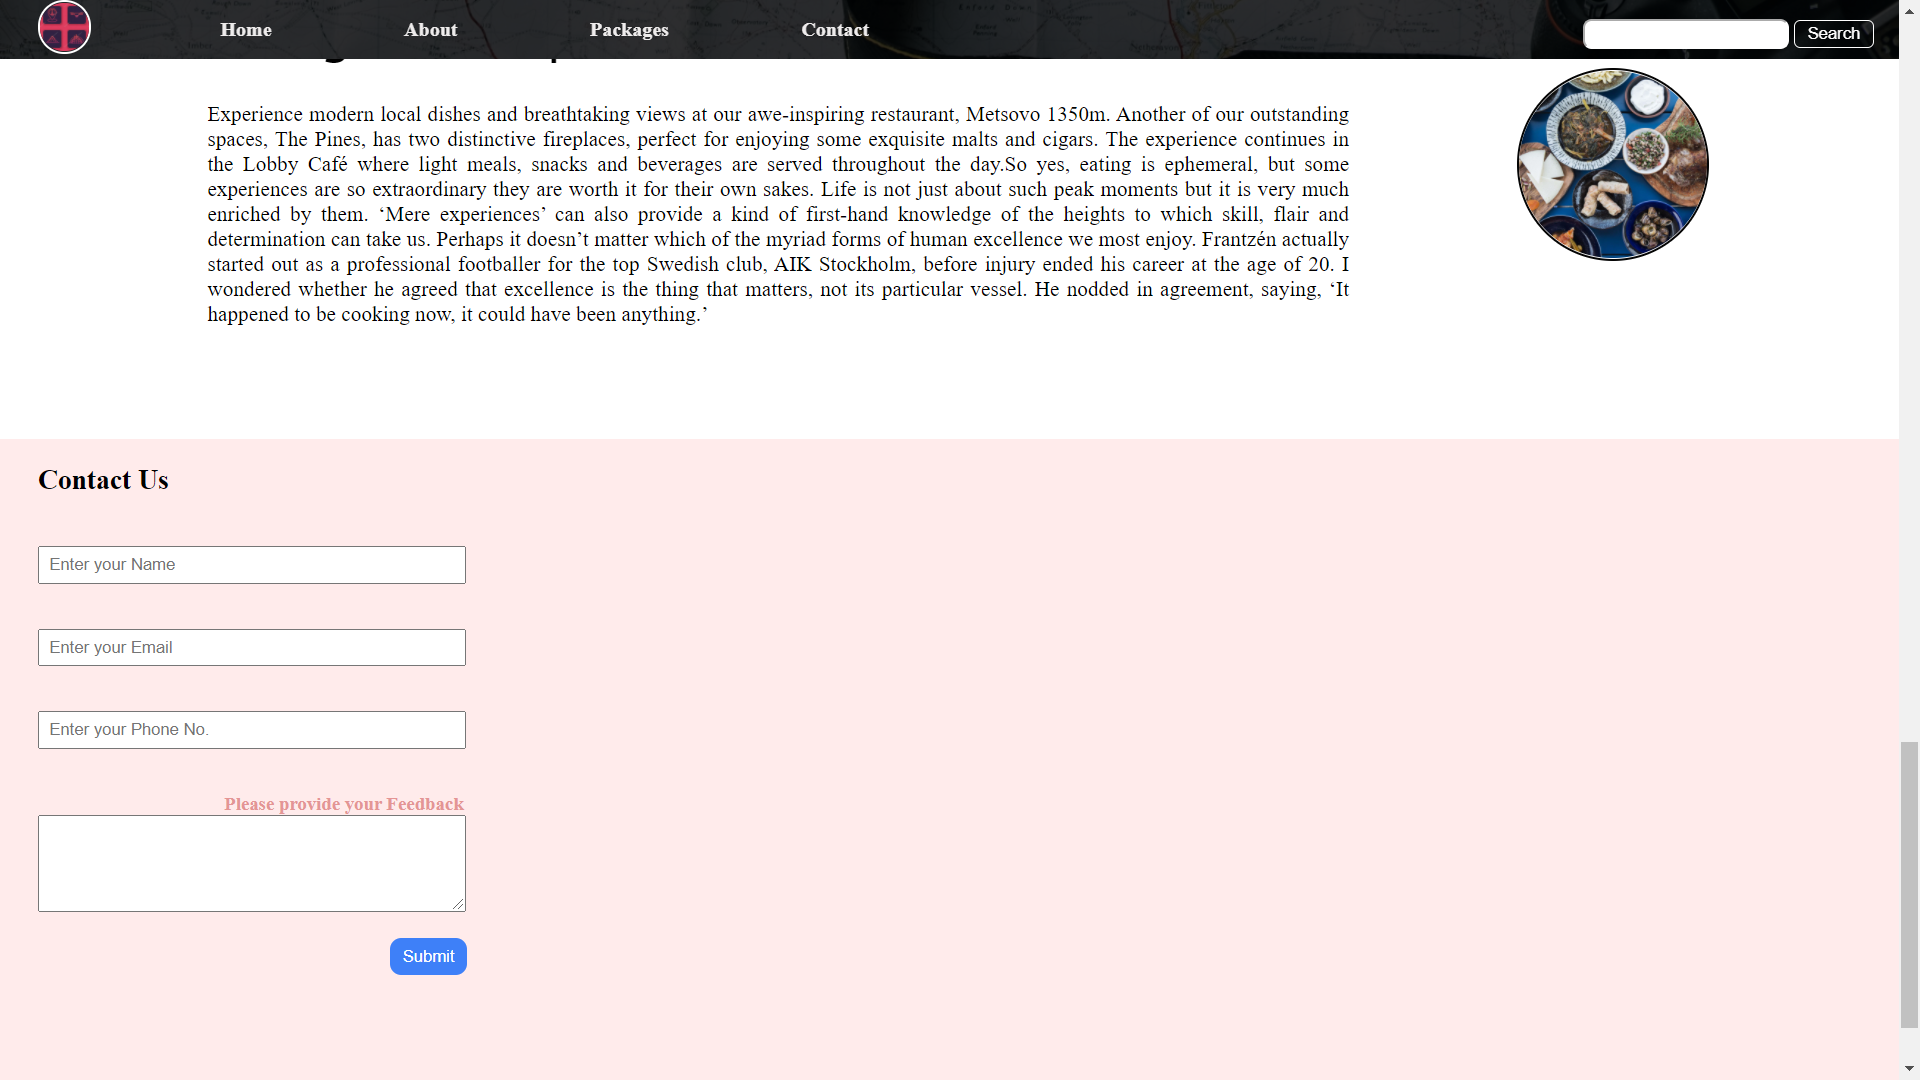 Home About Packages Contact Search
Experience modern local dishes and breathtaking views at our awe-inspiring restaurant, Metsovo 1350m. Another of our outstanding
spaces, The Pines, has two distinctive fireplaces, perfect for enjoying some exquisite malts and cigars. The experience continues in
the Lobby Café where light meals, snacks and beverages are served throughout the day.So yes, eating is ephemeral, but some
experiences are so extraordinary they are worth it for their own sakes. Life is not just about such peak moments but it is very much
enriched by them. ‘Mere experiences’ can also provide a kind of first-hand knowledge of the heights to which skill, flair and
determination can take us. Perhaps it doesn’t matter which of the myriad forms of human excellence we most enjoy. Frantzén actually
started out as a professional footballer for the top Swedish club, AIK Stockholm, before injury ended his career at the age of 20. I
wondered whether he agreed that excellence is the thing that matters, not its particular vessel. He nodded in agreement, saying, ‘It
happened to be cooking now, it could have been anything.’
Contact Us
Enter your Name
Enter your Email
Enter your Phone No.
Please provide your Feedback
Submit